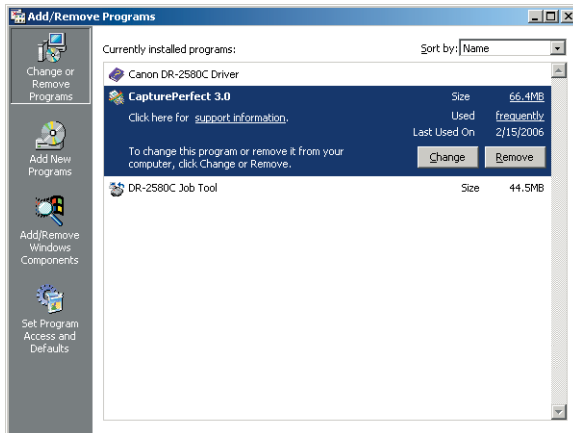 Add/Remove Programs
Change or
Remove
Programs
Add New
Programs
Add/Remove
Windows
Components
Set Program
Access and
Defaults
Currently installed programs: Sort by: Name
Canon DR-2580C Driver
CapturePerfect 3.0 Size 66.4MB
Click here for support information. Used frequently
Last Used On 2/15/2006
To change this program or remove it from your
computer, click Change or Remove. Change Remove
DR-2580C Job Tool Size 44.5MB